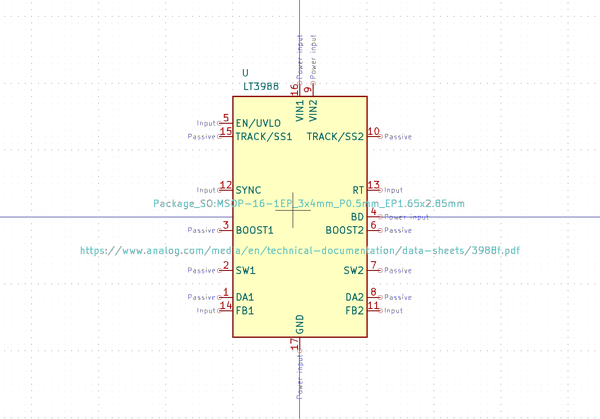 Power input
Power input
U
LT3988
16
9
VIN1
VIN2
Input 5 EN/UVLO
Passive 15 TRACK/SS1 TRACK/SS2 10 Passive
Input 12 SYNC RT 13 Input
Package_SO:MSOP-16-1EP_3x4mm_P0.5mm_EP1.65x2.85mm
BD 4 Power input
Passive 3 BOOST1 BOOST2 6 Passive
https://www.analog.com/media/en/technical-documentation/data-sheets/3988f.pdf
Passive 2 SW1 SW2 7 Passive
Passive 1 DA1 DA2 8 Passive
Input 14 FB1 FB2 11 Input
GND
17
Power input